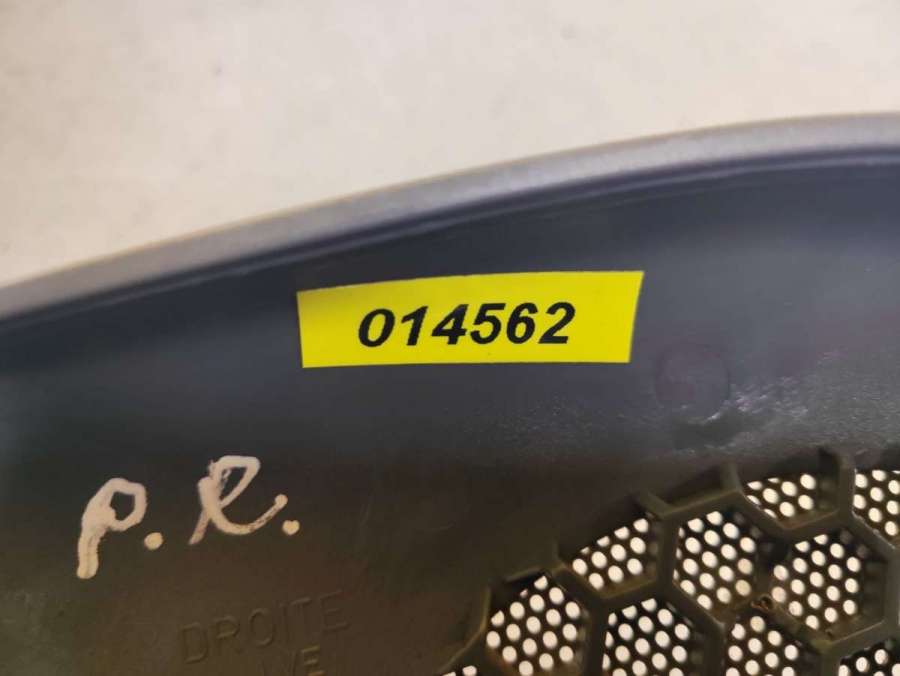 014562
P.R.
DROITE